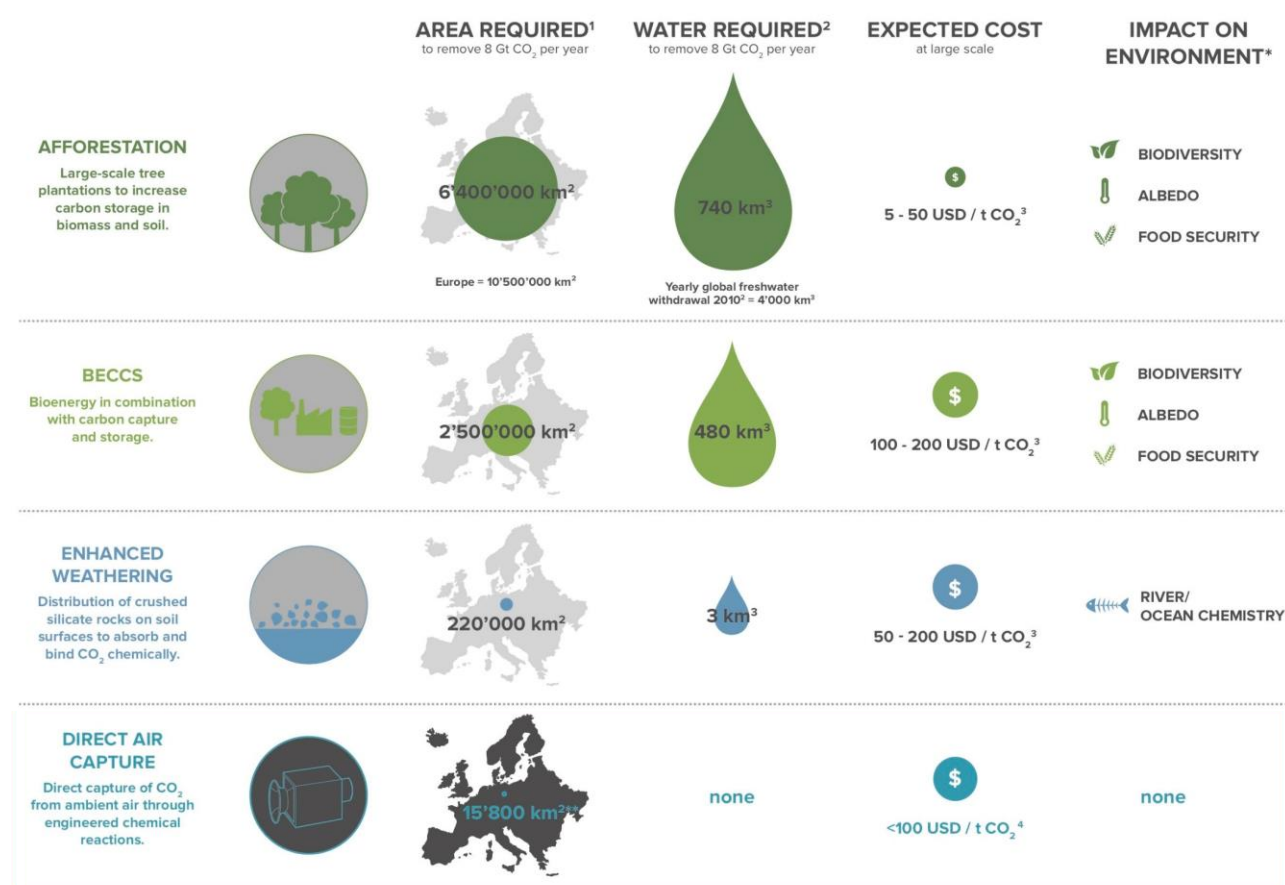 AREA REQUIRED¹
to remove 8 Gt CO₂ per year
WATER REQUIRED²
to remove 8 Gt CO₂ per year
EXPECTED COST
at large scale
IMPACT ON
ENVIRONMENT*
AFFORESTATION
Large-scale tree
plantations to increase
carbon storage in
biomass and soil.
6'400'000 km²
Europe = 10'500'000 km²
740 km³
Yearly global freshwater
withdrawal 2010² = 4'000 km³
$
5 - 50 USD / t CO₂³
BIODIVERSITY
ALBEDO
FOOD SECURITY
BECCS
Bioenergy in combination
with carbon capture
and storage.
2'500'000 km²
480 km³
$
100 - 200 USD / t CO₂³
BIODIVERSITY
ALBEDO
FOOD SECURITY
ENHANCED
WEATHERING
Distribution of crushed
silicate rocks on soil
surfaces to absorb and
bind CO₂ chemically.
220'000 km²
3 km³
$
50 - 200 USD / t CO₂³
RIVER/
OCEAN CHEMISTRY
DIRECT AIR
CAPTURE
Direct capture of CO₂
from ambient air through
engineered chemical
reactions.
15'800 km²**
none
$
<100 USD / t CO₂⁴
none